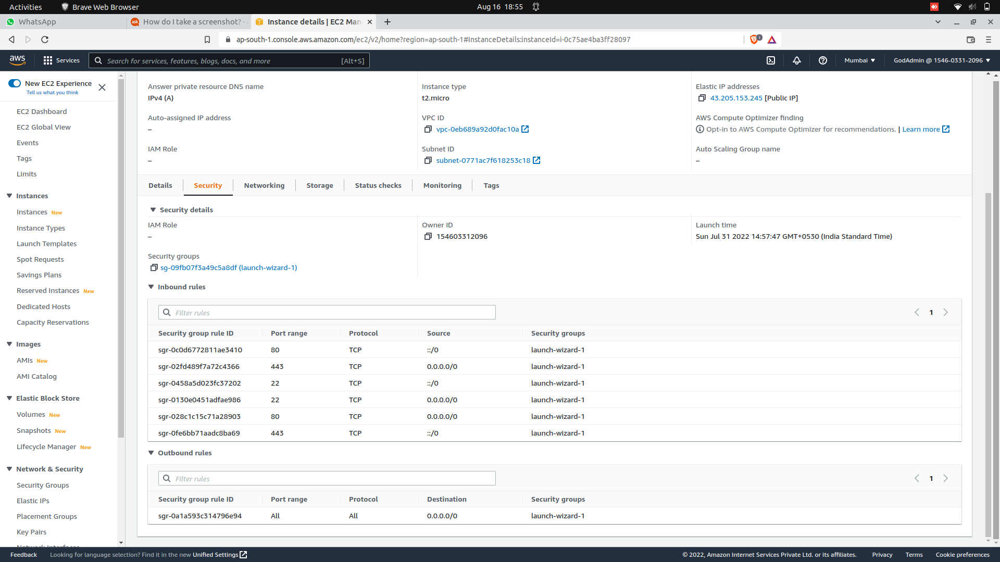 Activities
Brave Web Browser
Aug 16 18:55
WhatsApp
How do I take a screenshot? -
Instance details | EC2 Man
ap-south-1.console.aws.amazon.com/ec2/v2/home?region=ap-south-1#InstanceDetails:instanceId=i-0c75ae4ba3ff28097
aws
Services
Search for services, features, blogs, docs, and more
[Alt+S]
Mumbai
GodAdmin @ 1546-0331-2096
New EC2 Experience
Tell us what you think
EC2 Dashboard
EC2 Global View
Events
Tags
Limits
Instances
Instances New
Instance Types
Launch Templates
Spot Requests
Savings Plans
Reserved Instances New
Dedicated Hosts
Capacity Reservations
Images
AMIs New
AMI Catalog
Elastic Block Store
Volumes New
Snapshots New
Lifecycle Manager New
Network & Security
Security Groups
Elastic IPs
Placement Groups
Key Pairs
Network Interfaces
Answer private resource DNS name
IPv4 (A)
Instance type
t2.micro
Elastic IP addresses
43.205.153.245 [Public IP]
Auto-assigned IP address
–
VPC ID
vpc-0eb689a92d0fac10a
AWS Compute Optimizer finding
Opt-in to AWS Compute Optimizer for recommendations. | Learn more
IAM Role
–
Subnet ID
subnet-0771ac7f618253c18
Auto Scaling Group name
–
Details Security Networking Storage Status checks Monitoring Tags
Security details
IAM Role
–
Owner ID
154603312096
Launch time
Sun Jul 31 2022 14:57:47 GMT+0530 (India Standard Time)
Security groups
sg-09fb07f3a49c5a8df (launch-wizard-1)
Inbound rules
Filter rules
1
Security group rule ID Port range Protocol Source Security groups
sgr-0c0d6772811ae3410 80 TCP ::/0 launch-wizard-1
sgr-02fd489f7a72c4366 443 TCP 0.0.0.0/0 launch-wizard-1
sgr-0458a5d023fc37202 22 TCP ::/0 launch-wizard-1
sgr-0130e0451adfae986 22 TCP 0.0.0.0/0 launch-wizard-1
sgr-028c1c15c71a28903 80 TCP 0.0.0.0/0 launch-wizard-1
sgr-0fe6bb71aadc8ba69 443 TCP ::/0 launch-wizard-1
Outbound rules
Filter rules
1
Security group rule ID Port range Protocol Destination Security groups
sgr-0a1a593c314796e94 All All 0.0.0.0/0 launch-wizard-1
Feedback
Looking for language selection? Find it in the new Unified Settings
© 2022, Amazon Internet Services Private Ltd. or its affiliates.
Privacy
Terms
Cookie preferences